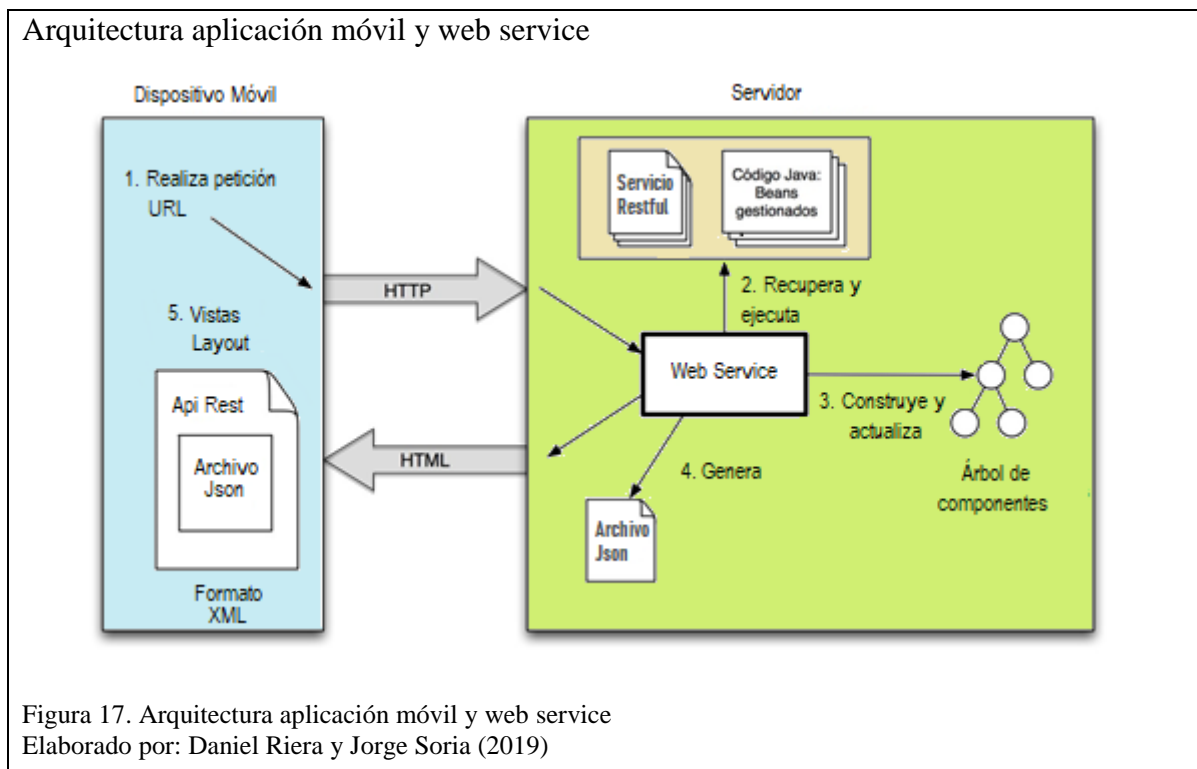 Arquitectura aplicación móvil y web service
Dispositivo Móvil
Servidor
1. Realiza petición
URL
HTTP
5. Vistas
Layout
Api Rest
Archivo
Json
Formato
XML
HTML
Servicio
Restful
Código Java:
Beans
gestionados
2. Recupera y
ejecuta
Web Service
3. Construye y
actualiza
Árbol de
componentes
4. Genera
Archivo
Json
Figura 17. Arquitectura aplicación móvil y web service
Elaborado por: Daniel Riera y Jorge Soria (2019)